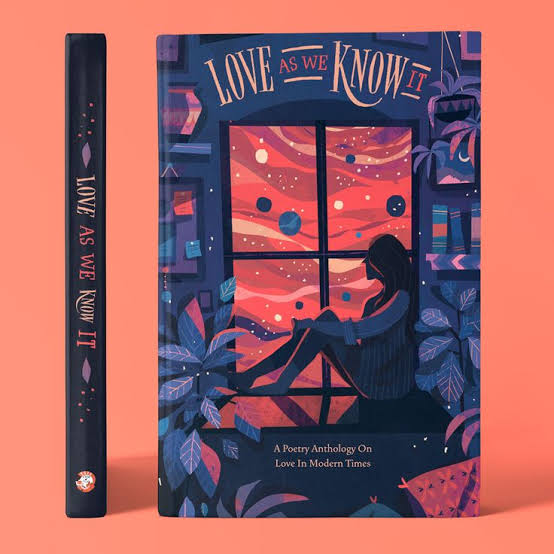 LOVE AS WE KNOW IT
LOVE AS WE KNOW IT
A Poetry Anthology On
Love In Modern Times